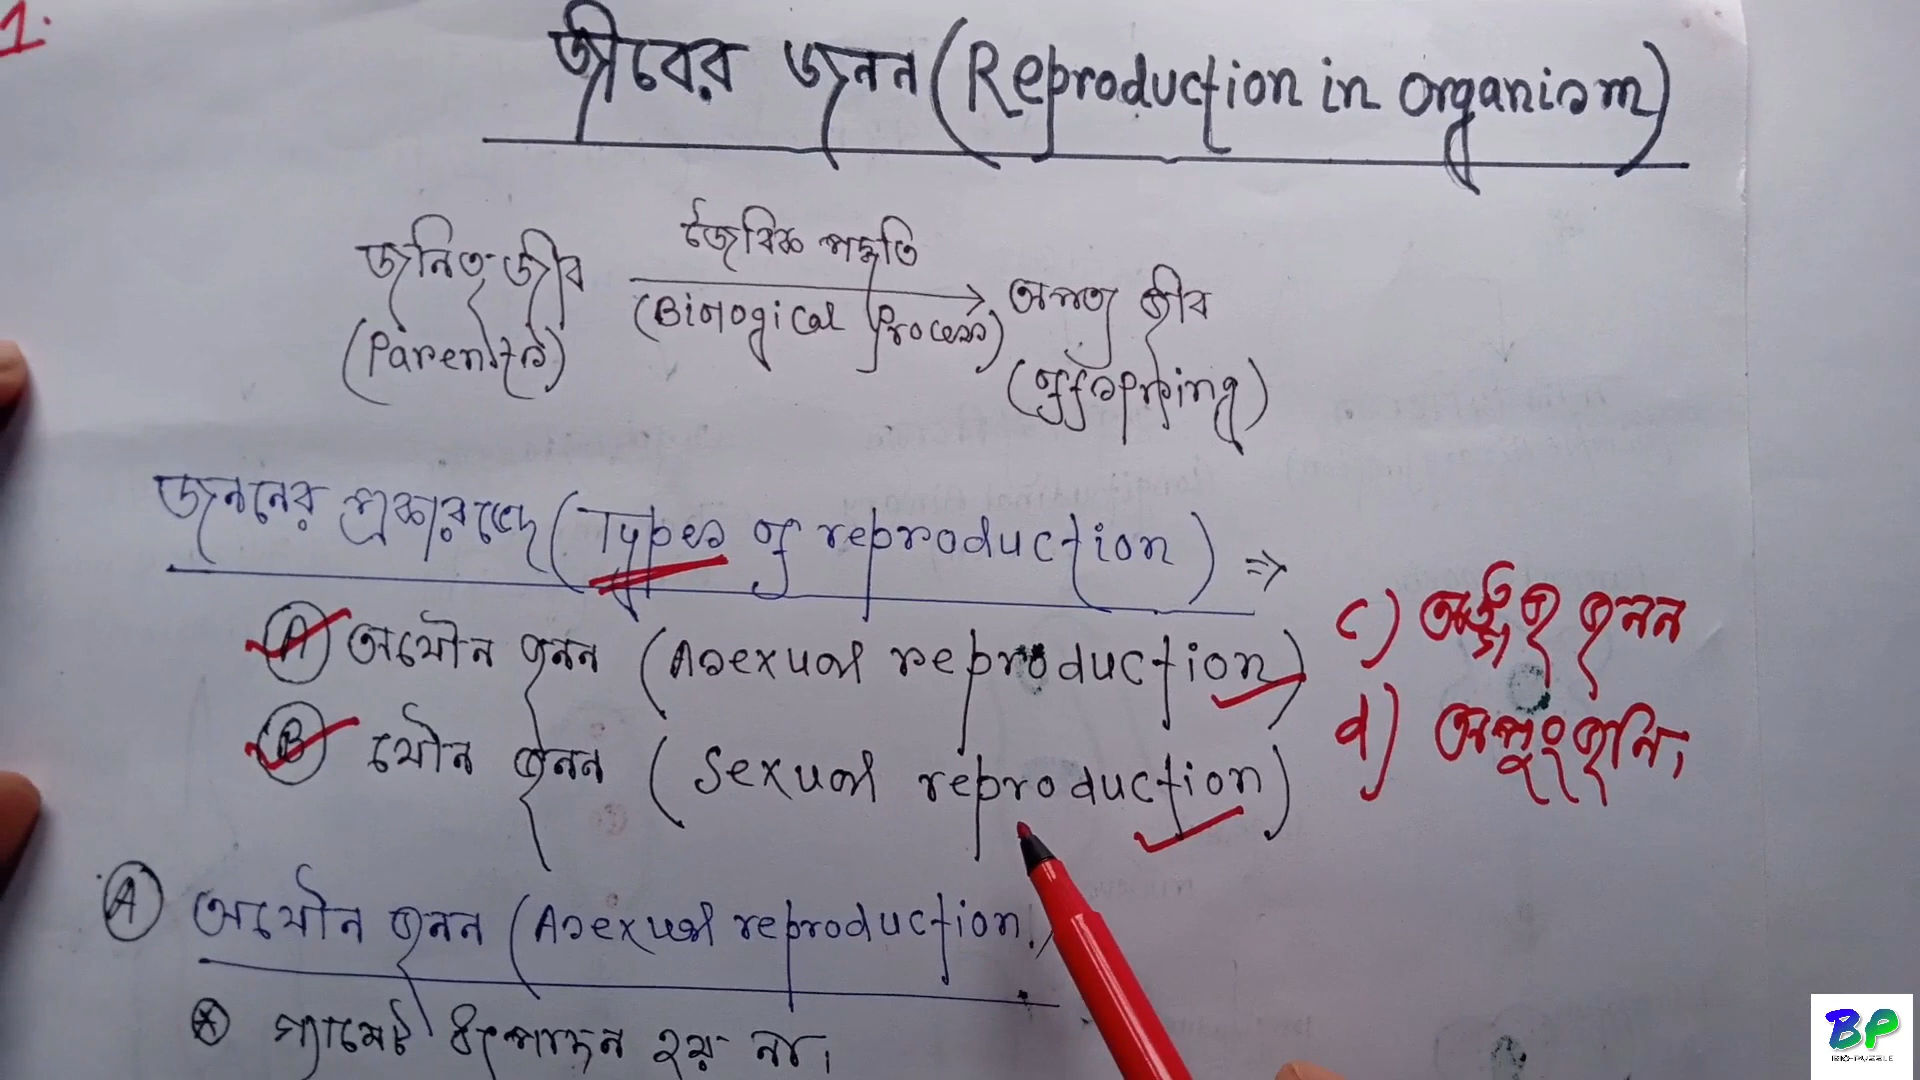 1.
জীবের জনন (Reproduction in organism)
জৈবিক পদ্ধতি
জনিতৃ জীব
(Biological Process)
অপত্য জীব
(Parents)
(offspring)
জননের প্রকারভেদ (Types of reproduction) ⇒
A অযৌন জনন (Asexual reproduction)
c) অঙ্গজ জনন
B যৌন জনন (Sexual reproduction)
d) অপুংজনি।
A অযৌন জনন (Asexual reproduction)
গ্যামেট উৎপাদন হয় না।
BP
BIO-PUZZLE